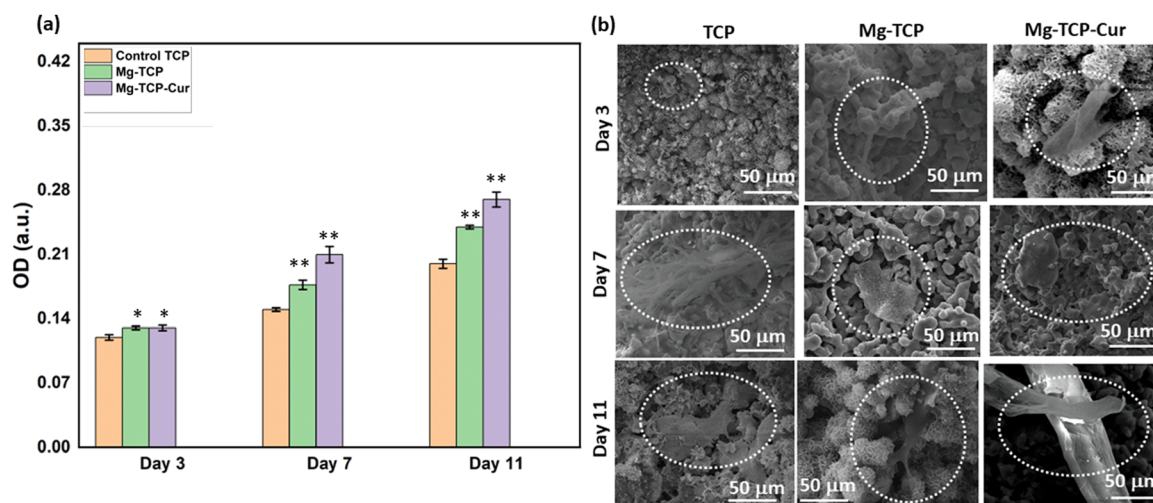 (a)
Control TCP
Mg-TCP
Mg-TCP-Cur
OD (a.u.)
0.42
0.35
0.28
0.21
0.14
0.07
0.00
*
*
**
**
**
**
Day 3
Day 7
Day 11
(b)
TCP
Mg-TCP
Mg-TCP-Cur
Day 3
50 µm
50 µm
50 µm
Day 7
50 µm
50 µm
50 µm
Day 11
50 µm
50 µm
50 µm